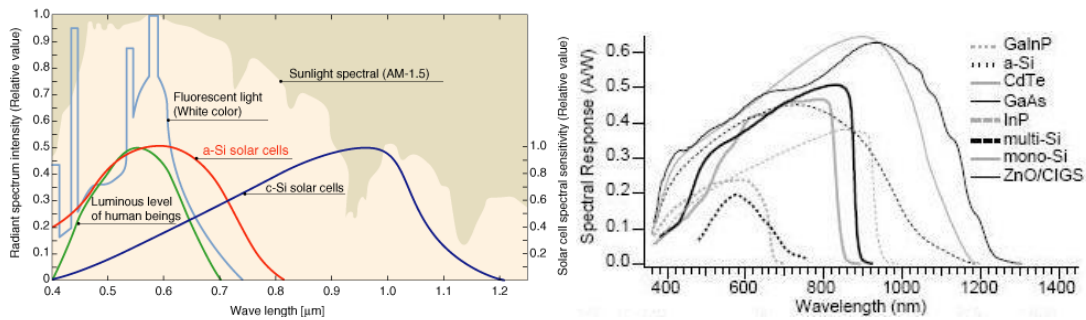 Radiant spectrum intensity (Relative value)
1.0
0.9
0.8
0.7
0.6
0.5
0.4
0.3
0.2
0.1
0
Sunlight spectral (AM-1.5)
Fluorescent light
(White color)
a-Si solar cells
c-Si solar cells
Luminous level
of human beings
1.0
0.8
0.6
0.4
0.2
Solar cell spectral sensitivity (Relative value)
0.4
0.5
0.6
0.7
0.8
0.9
1.0
1.1
1.2
Wave length [μm]
Spectral Response (A/W)
0.6
0.5
0.4
0.3
0.2
0.1
0.0
GaInP
a-Si
CdTe
GaAs
InP
multi-Si
mono-Si
ZnO/CIGS
400
600
800
1000
1200
1400
Wavelength (nm)